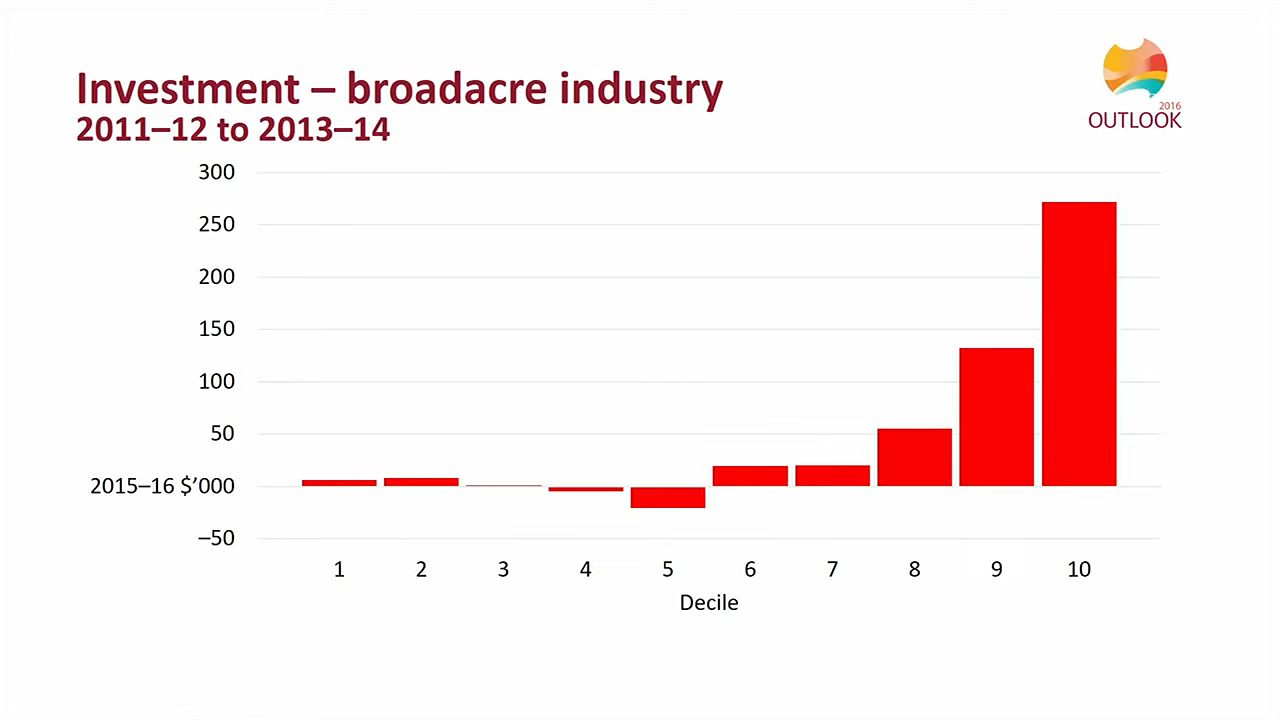 Investment – broadacre industry
2011–12 to 2013–14
2016
OUTLOOK
300
250
200
150
100
50
2015–16 $’000
–50
1 2 3 4 5 6 7 8 9 10
Decile